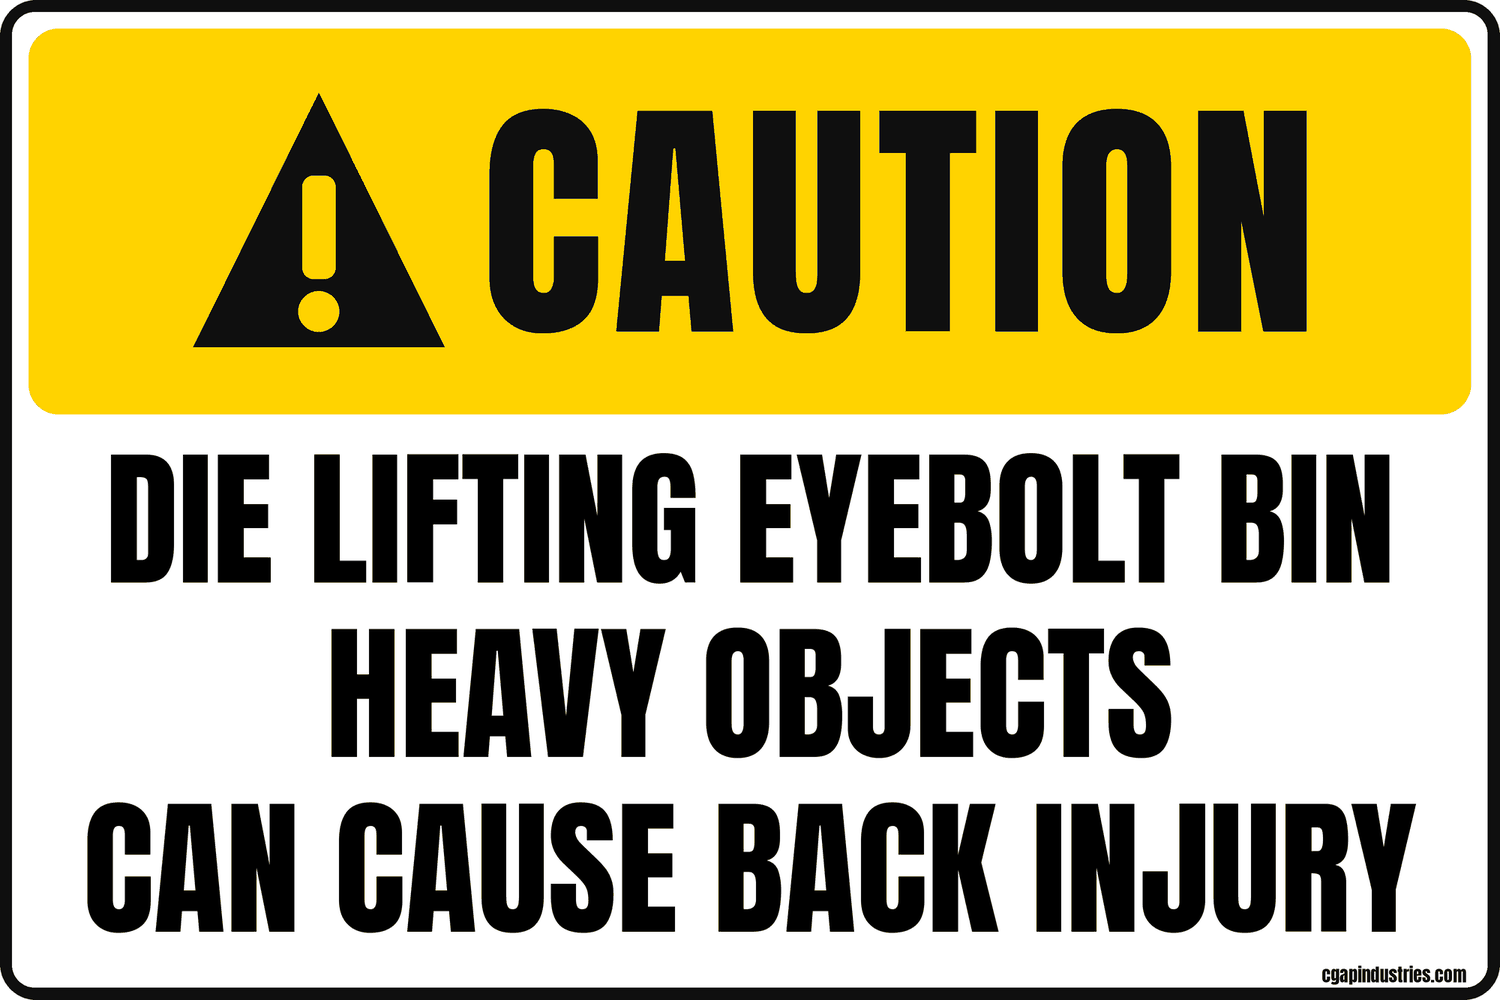 CAUTION
DIE LIFTING EYEBOLT BIN
HEAVY OBJECTS
CAN CAUSE BACK INJURY
cgapindustries.com